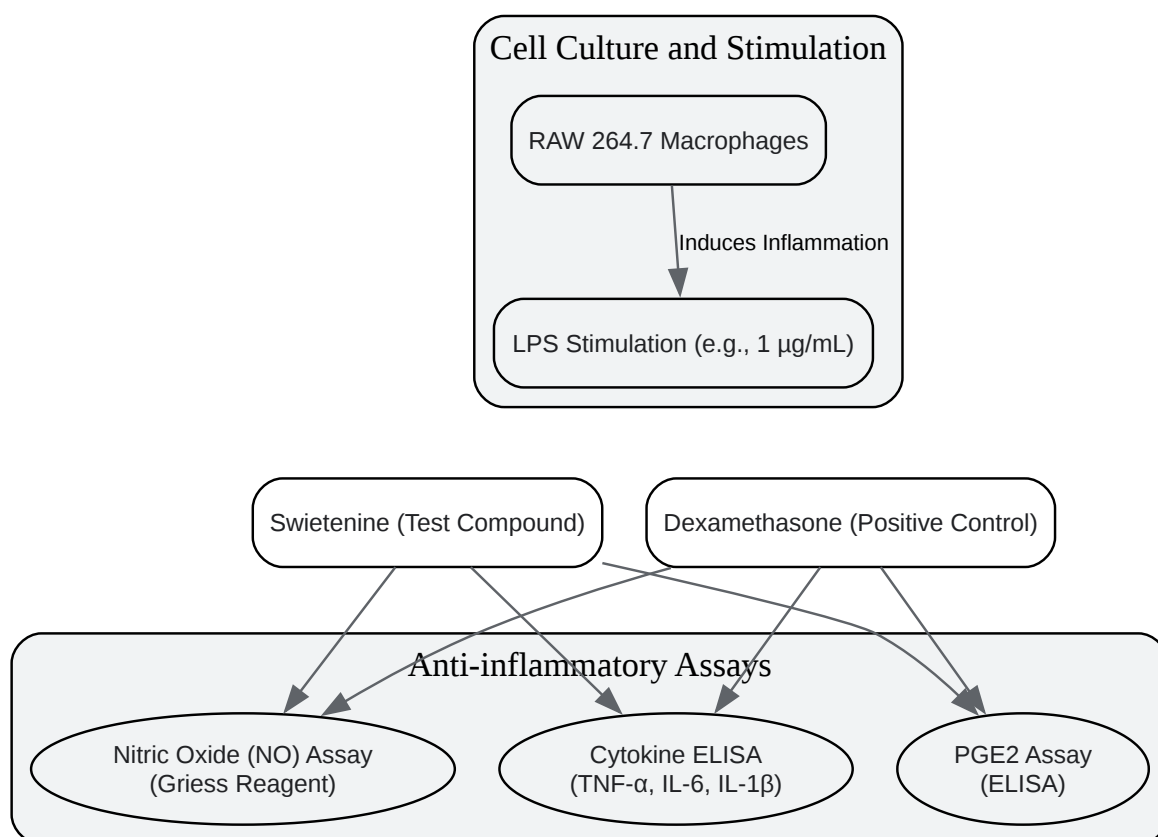 Cell Culture and Stimulation
RAW 264.7 Macrophages
Induces Inflammation
LPS Stimulation (e.g., 1 µg/mL)
Swietenine (Test Compound)
Dexamethasone (Positive Control)
Anti-inflammatory Assays
Nitric Oxide (NO) Assay
(Griess Reagent)
Cytokine ELISA
(TNF-α, IL-6, IL-1β)
PGE2 Assay
(ELISA)